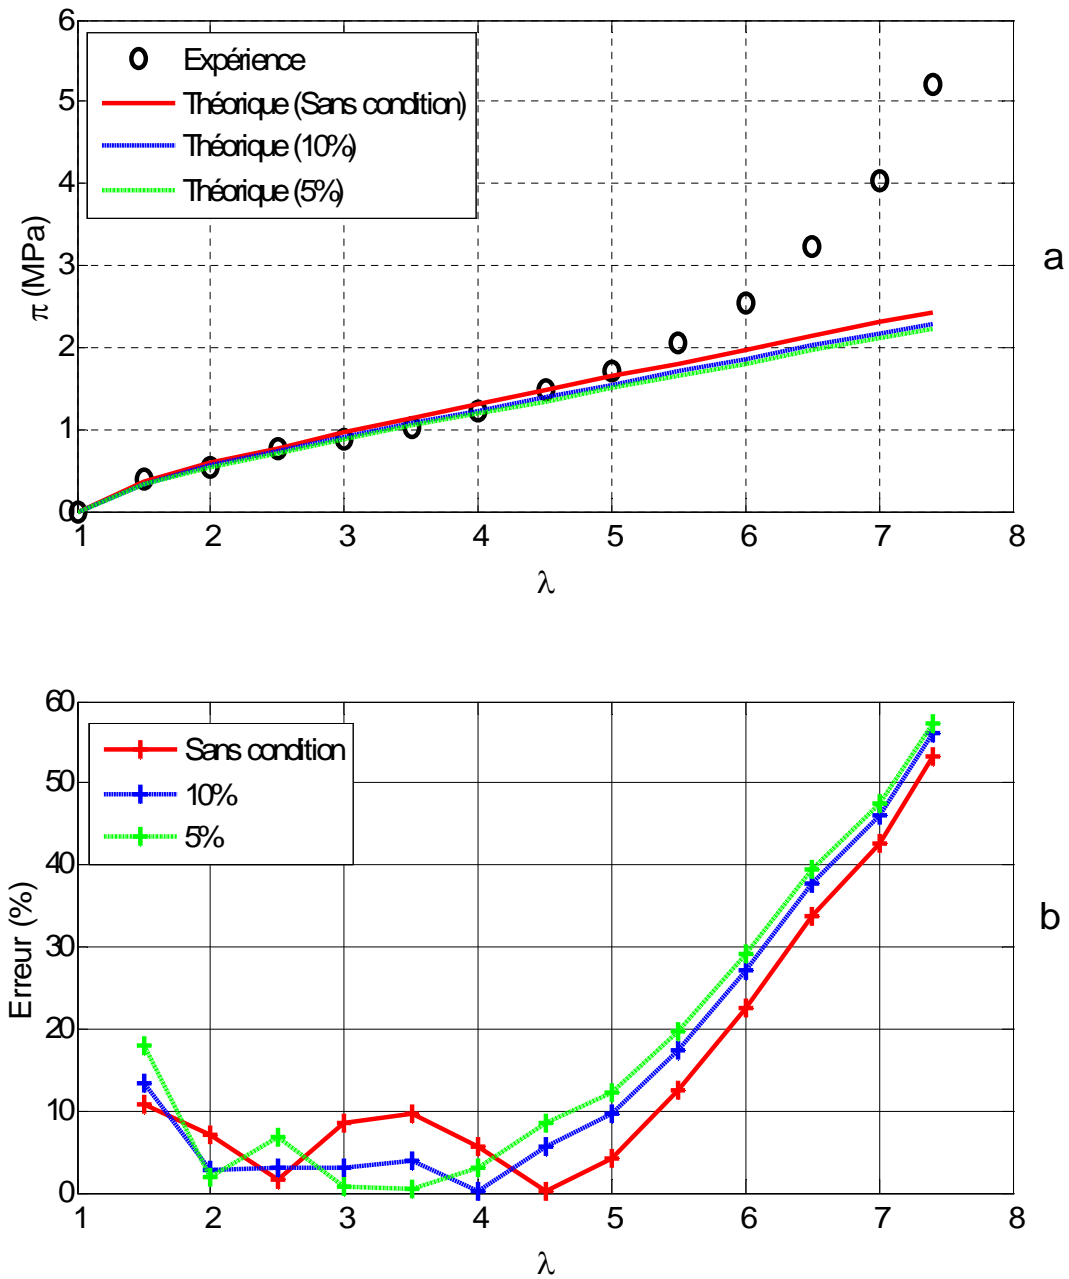 6
5
4
3
2
1
0
π (MPa)
Expérience
Théorique (Sans condition)
Théorique (10%)
Théorique (5%)
1 2 3 4 5 6 7 8
λ
a
60
50
40
30
20
10
0
Erreur (%)
Sans condition
10%
5%
1 2 3 4 5 6 7 8
λ
b